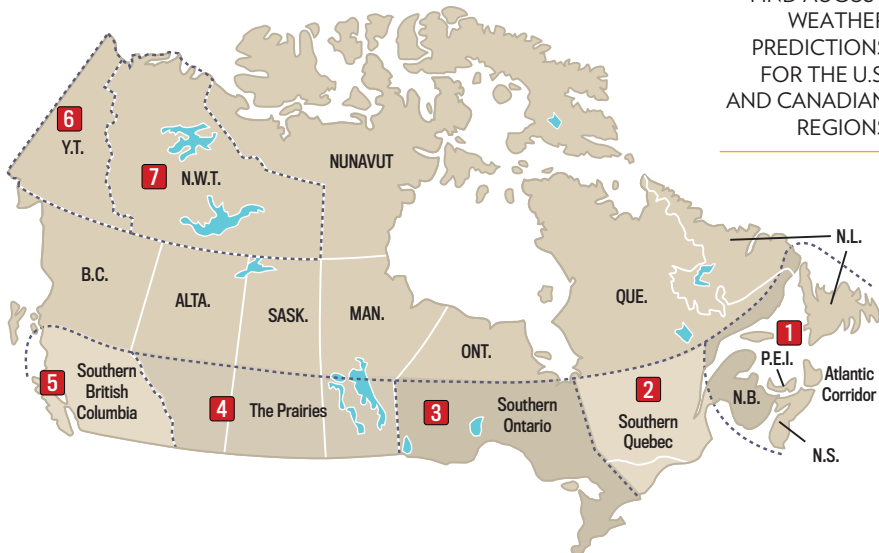 WEATHER
PREDICTIONS
FOR THE U.S.
AND CANADIAN
REGIONS
6
Y.T.
7
N.W.T.
NUNAVUT
N.L.
B.C.
ALTA.
SASK.
MAN.
ONT.
QUE.
1
P.E.I.
Atlantic
Corridor
N.B.
N.S.
5
Southern
British
Columbia
4
The Prairies
3
Southern
Ontario
2
Southern
Quebec